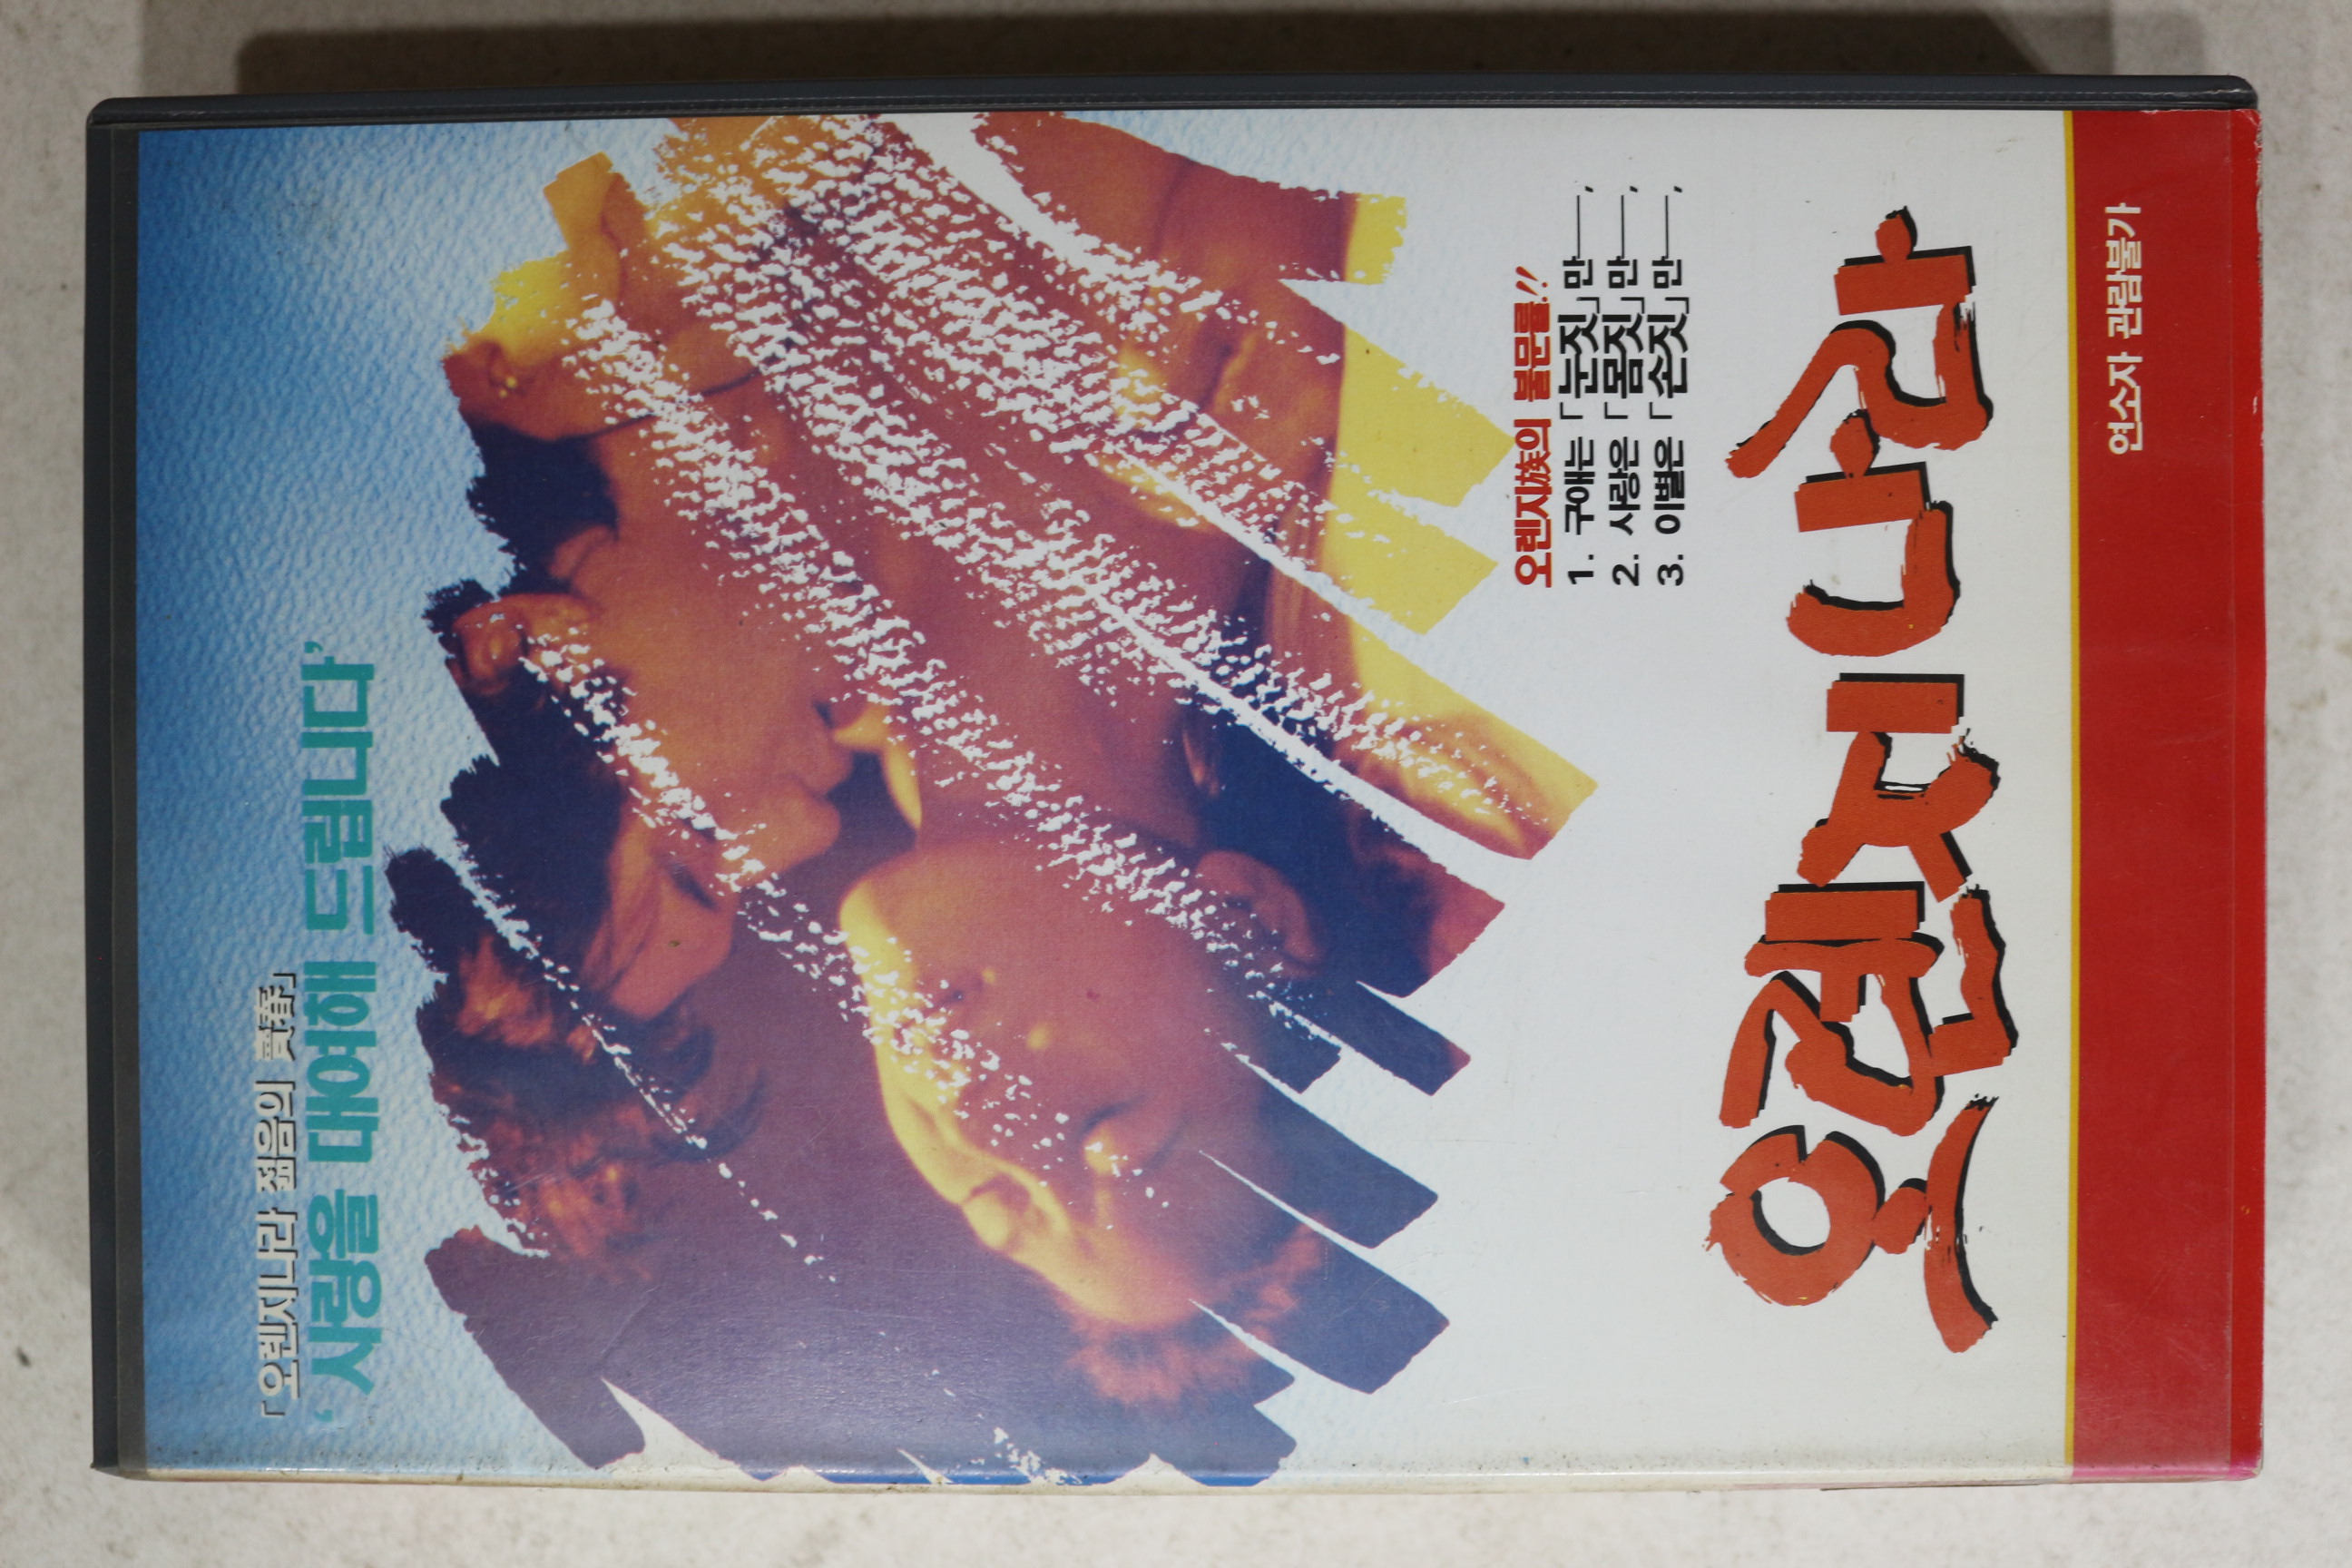 「오렌지나라 젊음의 賣春」
‘사랑을 대여해 드립니다’
오렌지族의 불문률!!
1. 구애는 「눈짓」만——,
2. 사랑은 「몸짓」만——,
3. 이별은 「손짓」만——,
오렌지 나라
연소자 관람불가